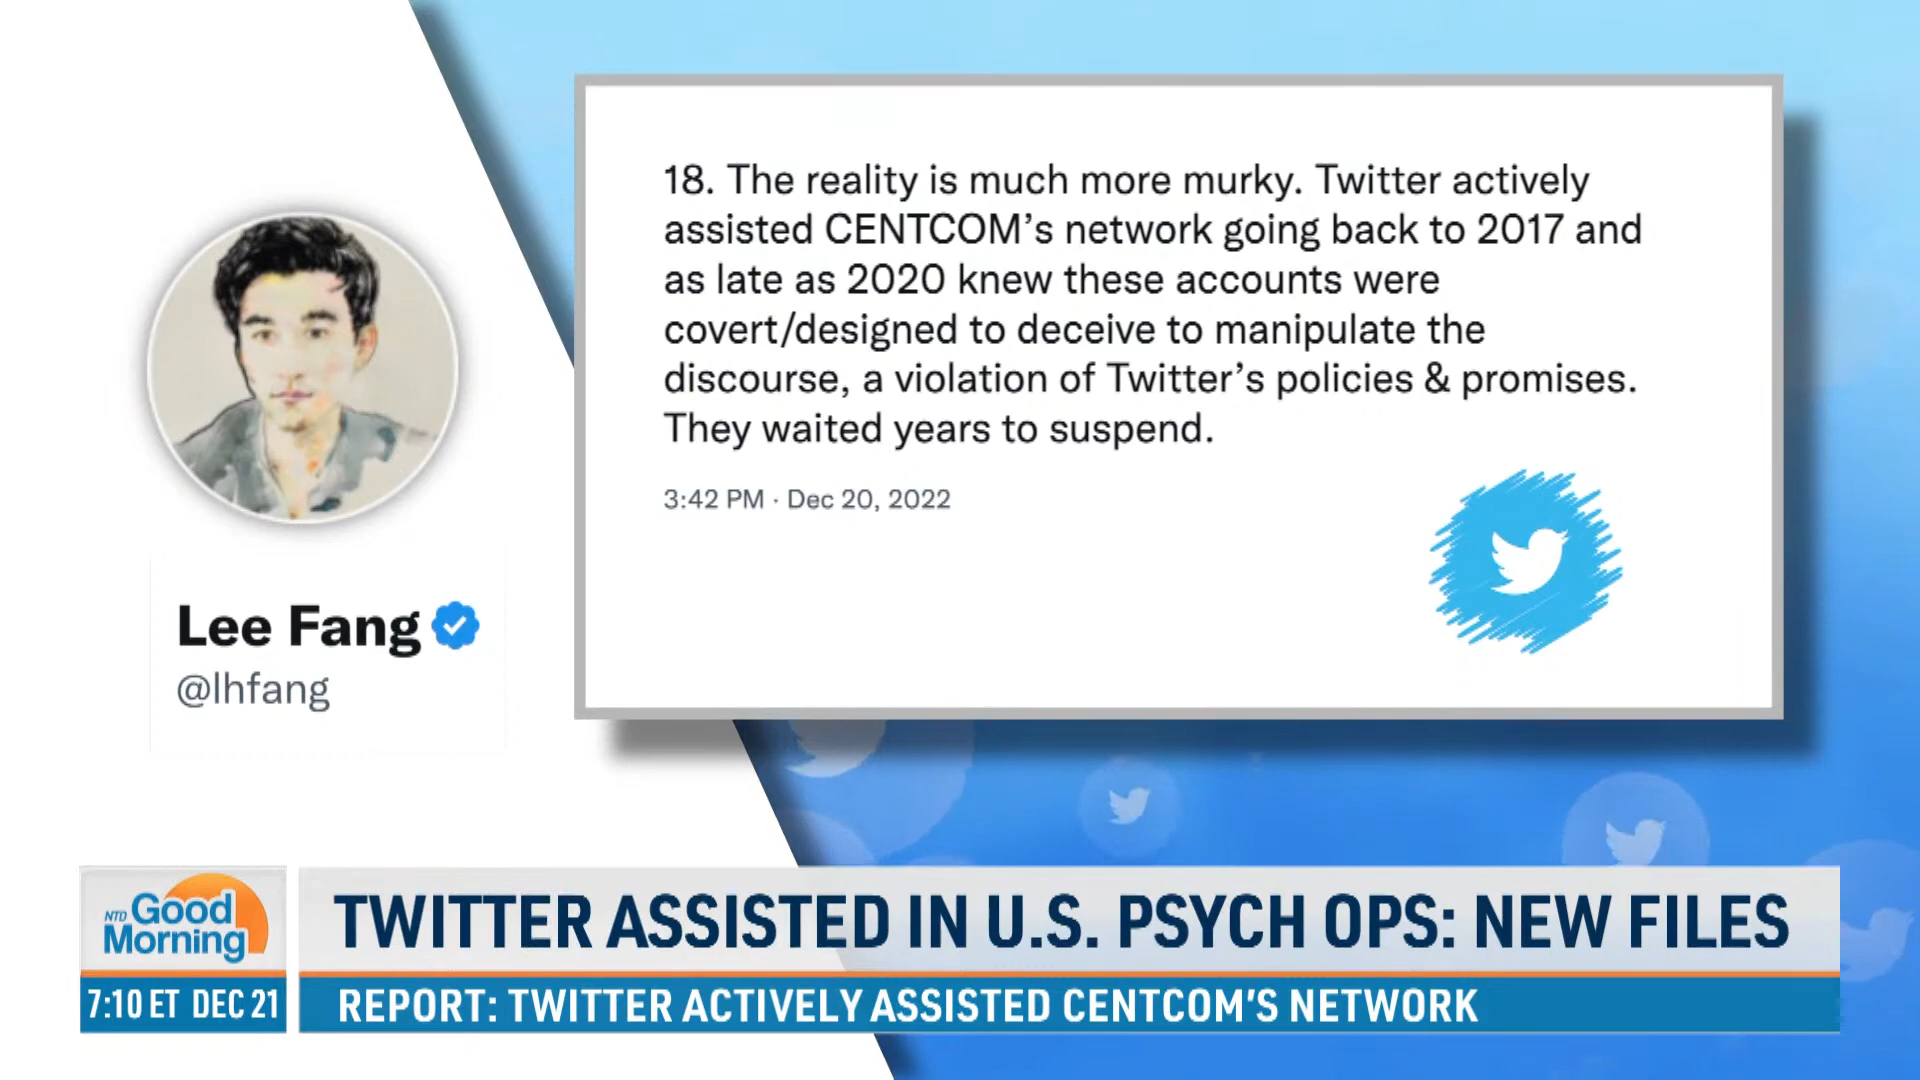 18. The reality is much more murky. Twitter actively
assisted CENTCOM’s network going back to 2017 and
as late as 2020 knew these accounts were
covert/designed to deceive to manipulate the
discourse, a violation of Twitter’s policies & promises.
They waited years to suspend.
3:42 PM · Dec 20, 2022
Lee Fang
@lhfang
NTD Good
Morning
TWITTER ASSISTED IN U.S. PSYCH OPS: NEW FILES
7:10 ET DEC 21
REPORT: TWITTER ACTIVELY ASSISTED CENTCOM'S NETWORK